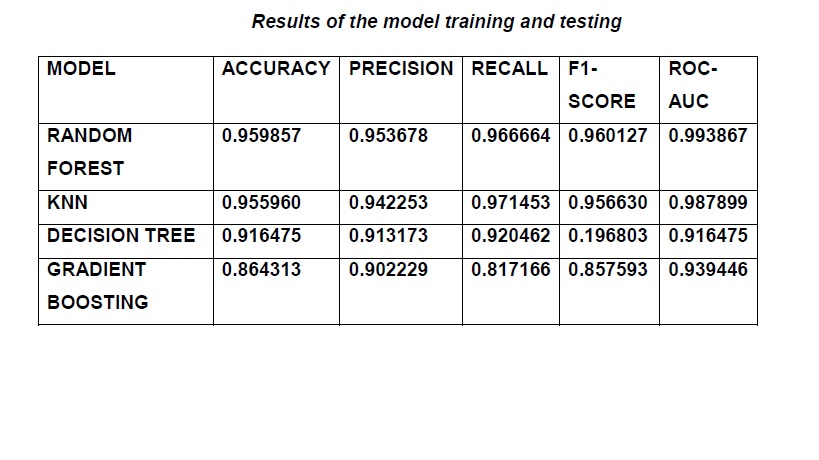 Results of the model training and testing
MODEL ACCURACY PRECISION RECALL F1- ROC-
SCORE AUC
RANDOM 0.959857 0.953678 0.966664 0.960127 0.993867
FOREST
KNN 0.955960 0.942253 0.971453 0.956630 0.987899
DECISION TREE 0.916475 0.913173 0.920462 0.196803 0.916475
GRADIENT 0.864313 0.902229 0.817166 0.857593 0.939446
BOOSTING